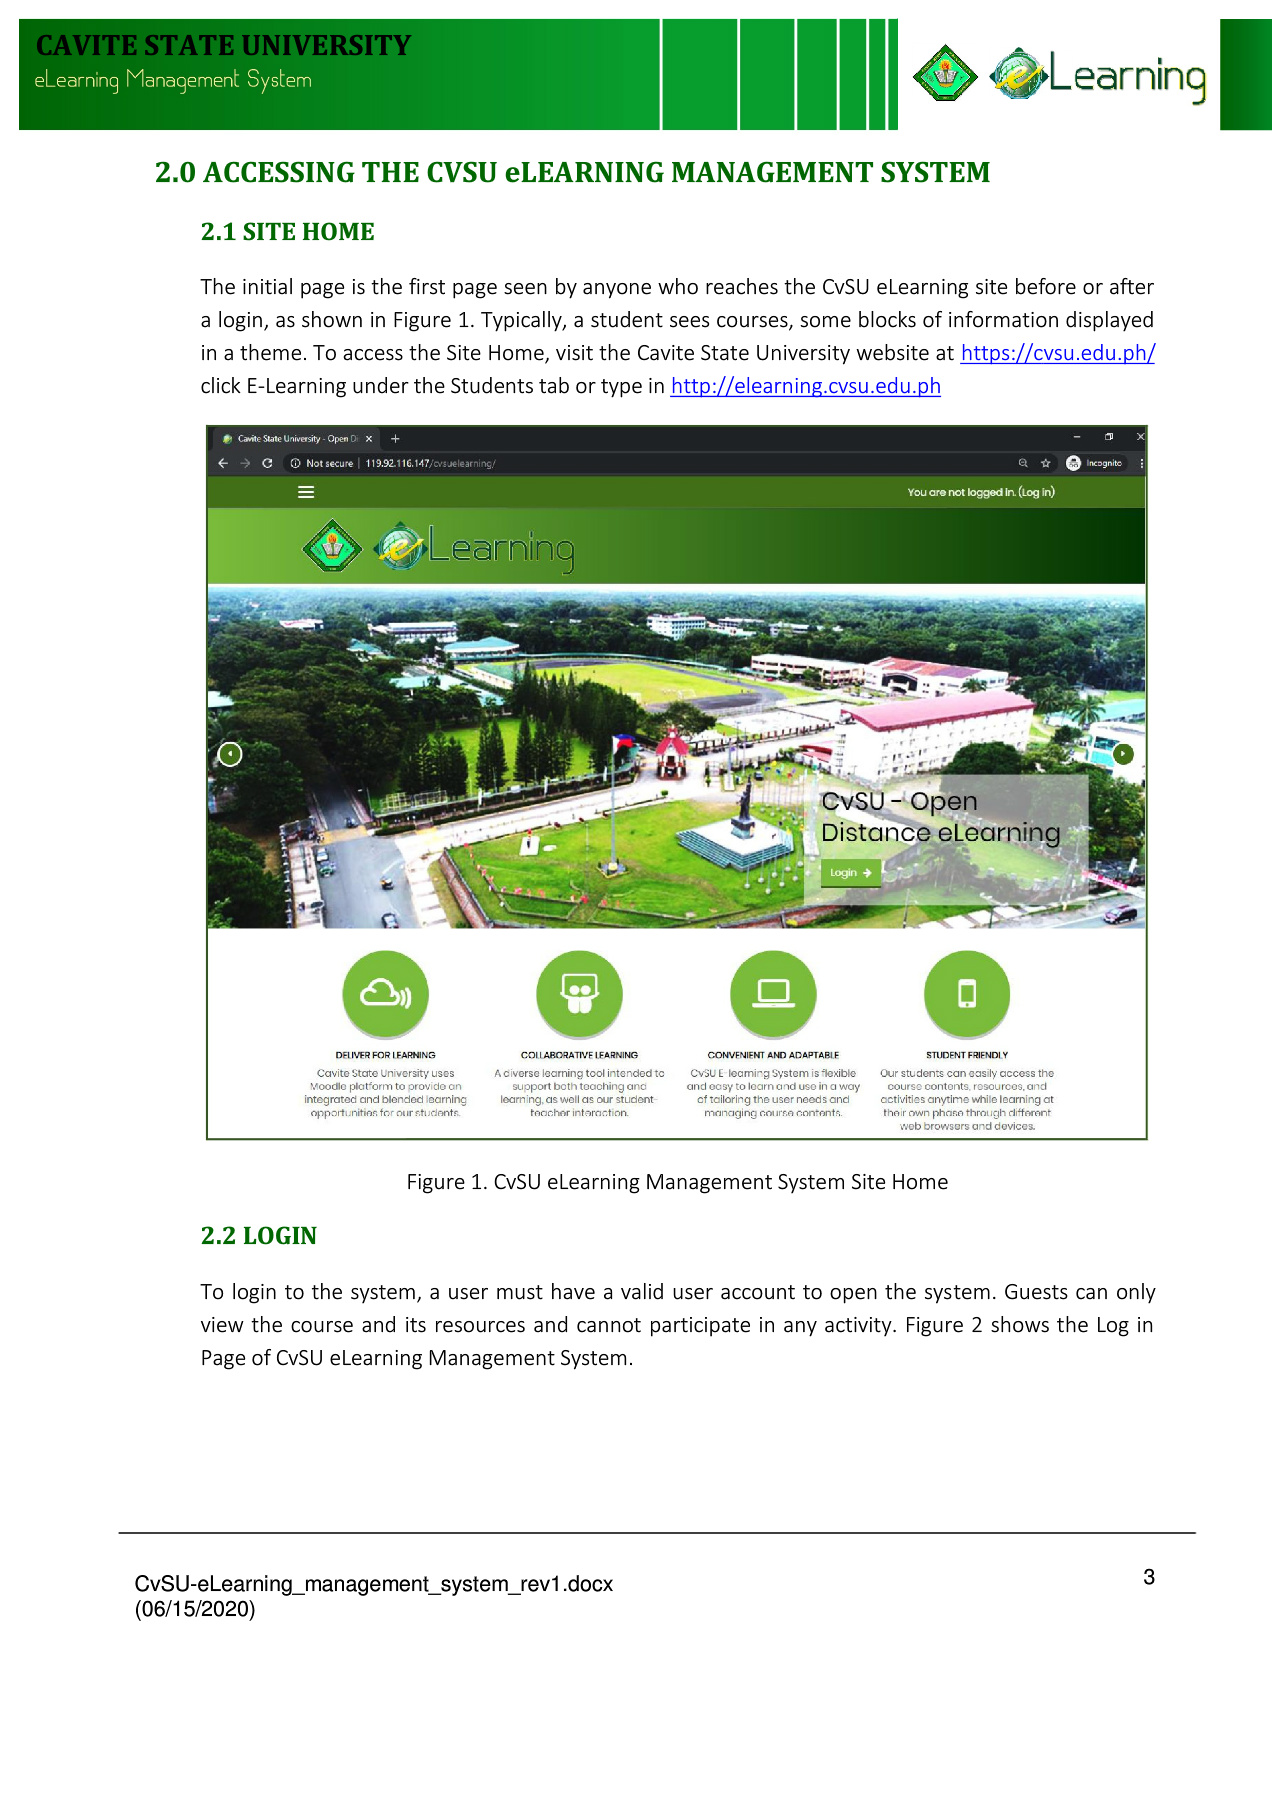 CAVITE STATE UNIVERSITY
eLearning Management System
eLearning
2.0 ACCESSING THE CVSU eLEARNING MANAGEMENT SYSTEM
2.1 SITE HOME
The initial page is the first page seen by anyone who reaches the CvSU eLearning site before or after
a login, as shown in Figure 1. Typically, a student sees courses, some blocks of information displayed
in a theme. To access the Site Home, visit the Cavite State University website at https://cvsu.edu.ph/
click E-Learning under the Students tab or type in http://elearning.cvsu.edu.ph
Cavite State University - Open Di
Not secure | 119.92.116.147/cvsuelearning/
Incognito
You are not logged in. (Log in)
eLearning
CvSU - Open
Distance eLearning
Login
DELIVER FOR LEARNING
Cavite State University uses
Moodle platform to provide an
integrated and blended learning
opportunities for our students.
COLLABORATIVE LEARNING
A diverse learning tool intended to
support both teaching and
learning, as well as our student-
teacher interaction.
CONVENIENT AND ADAPTABLE
CvSU E-learning System is flexible
and easy to learn and use in a way
of tailoring the user needs and
managing course contents.
STUDENT FRIENDLY
Our students can easily access the
course contents, resources, and
activities anytime while learning at
their own phase through different
web browsers and devices.
Figure 1. CvSU eLearning Management System Site Home
2.2 LOGIN
To login to the system, a user must have a valid user account to open the system. Guests can only
view the course and its resources and cannot participate in any activity. Figure 2 shows the Log in
Page of CvSU eLearning Management System.
CvSU-eLearning_management_system_rev1.docx
(06/15/2020)
3